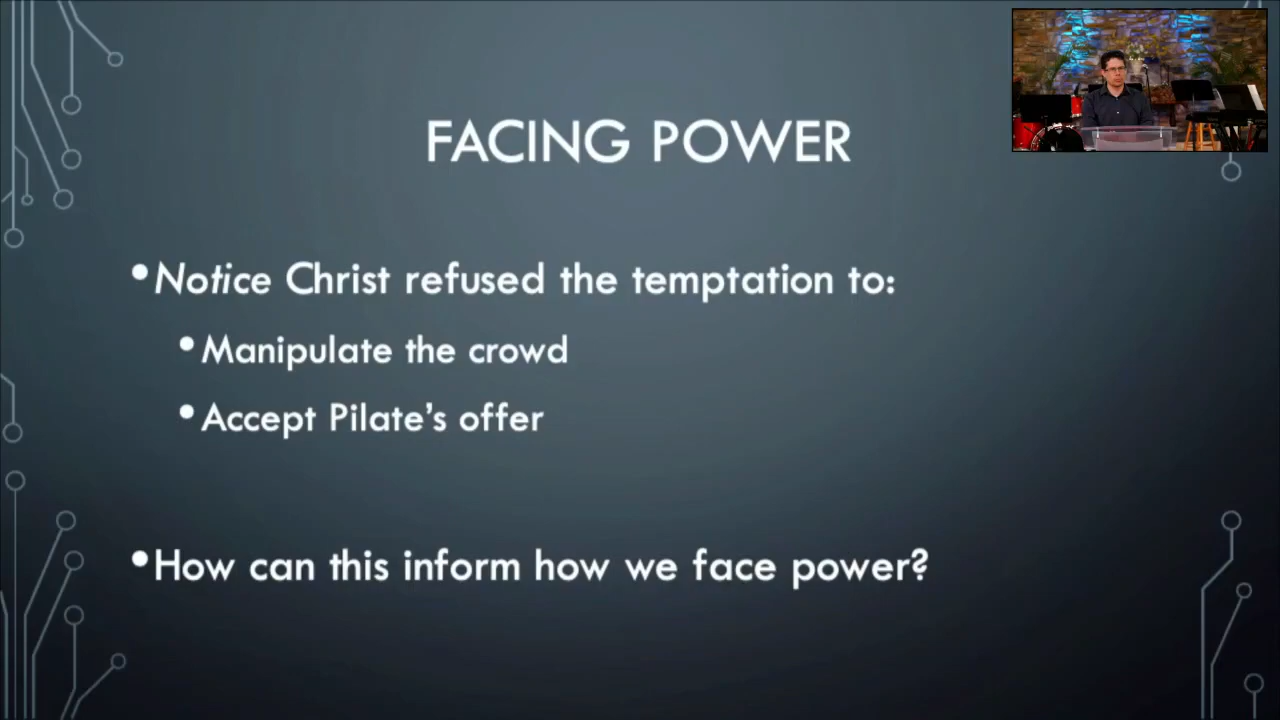 FACING POWER
•Notice Christ refused the temptation to:
•Manipulate the crowd
•Accept Pilate’s offer
•How can this inform how we face power?